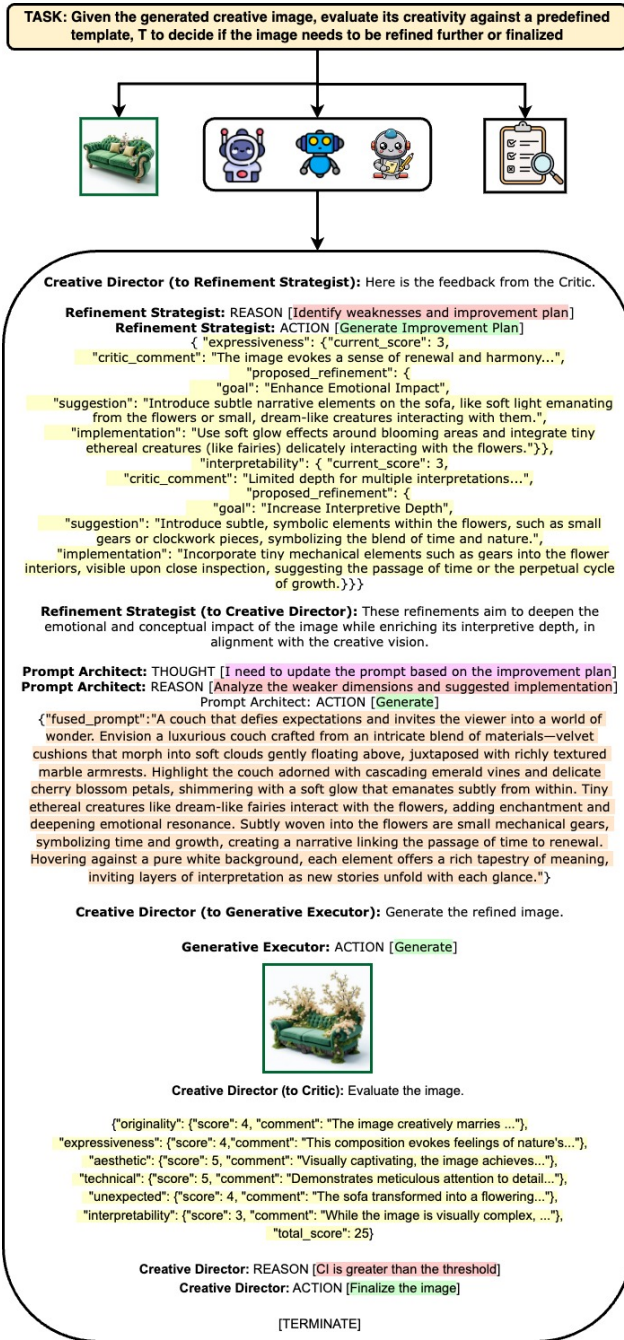 TASK: Given the generated creative image, evaluate its creativity against a predefined
template, T to decide if the image needs to be refined further or finalized
Creative Director (to Refinement Strategist): Here is the feedback from the Critic.
Refinement Strategist: REASON [Identify weaknesses and improvement plan]
Refinement Strategist: ACTION [Generate Improvement Plan]
{ "expressiveness": {"current_score": 3,
"critic_comment": "The image evokes a sense of renewal and harmony...",
"proposed_refinement": {
"goal": "Enhance Emotional Impact",
"suggestion": "Introduce subtle narrative elements on the sofa, like soft light emanating
from the flowers or small, dream-like creatures interacting with them.",
"implementation": "Use soft glow effects around blooming areas and integrate tiny
ethereal creatures (like fairies) delicately interacting with the flowers."}},
"interpretability": { "current_score": 3,
"critic_comment": "Limited depth for multiple interpretations...",
"proposed_refinement": {
"goal": "Increase Interpretive Depth",
"suggestion": "Introduce subtle, symbolic elements within the flowers, such as small
gears or clockwork pieces, symbolizing the blend of time and nature.",
"implementation": "Incorporate tiny mechanical elements such as gears into the flower
interiors, visible upon close inspection, suggesting the passage of time or the perpetual cycle
of growth.}}}
Refinement Strategist (to Creative Director): These refinements aim to deepen the
emotional and conceptual impact of the image while enriching its interpretive depth, in
alignment with the creative vision.
Prompt Architect: THOUGHT [I need to update the prompt based on the improvement plan]
Prompt Architect: REASON [Analyze the weaker dimensions and suggested implementation]
Prompt Architect: ACTION [Generate]
{"fused_prompt":"A couch that defies expectations and invites the viewer into a world of
wonder. Envision a luxurious couch crafted from an intricate blend of materials—velvet
cushions that morph into soft clouds gently floating above, juxtaposed with richly textured
marble armrests. Highlight the couch adorned with cascading emerald vines and delicate
cherry blossom petals, shimmering with a soft glow that emanates subtly from within. Tiny
ethereal creatures like dream-like fairies interact with the flowers, adding enchantment and
deepening emotional resonance. Subtly woven into the flowers are small mechanical gears,
symbolizing time and growth, creating a narrative linking the passage of time to renewal.
Hovering against a pure white background, each element offers a rich tapestry of meaning,
inviting layers of interpretation as new stories unfold with each glance."}
Creative Director (to Generative Executor): Generate the refined image.
Generative Executor: ACTION [Generate]
Creative Director (to Critic): Evaluate the image.
{"originality": {"score": 4, "comment": "The image creatively marries ..."},
"expressiveness": {"score": 4,"comment": "This composition evokes feelings of nature's..."},
"aesthetic": {"score": 5, "comment": "Visually captivating, the image achieves..."},
"technical": {"score": 5, "comment": "Demonstrates meticulous attention to detail..."},
"unexpected": {"score": 4, "comment": "The sofa transformed into a flowering..."},
"interpretability": {"score": 3, "comment": "While the image is visually complex, ..."},
"total_score": 25}
Creative Director: REASON [CI is greater than the threshold]
Creative Director: ACTION [Finalize the image]
[TERMINATE]